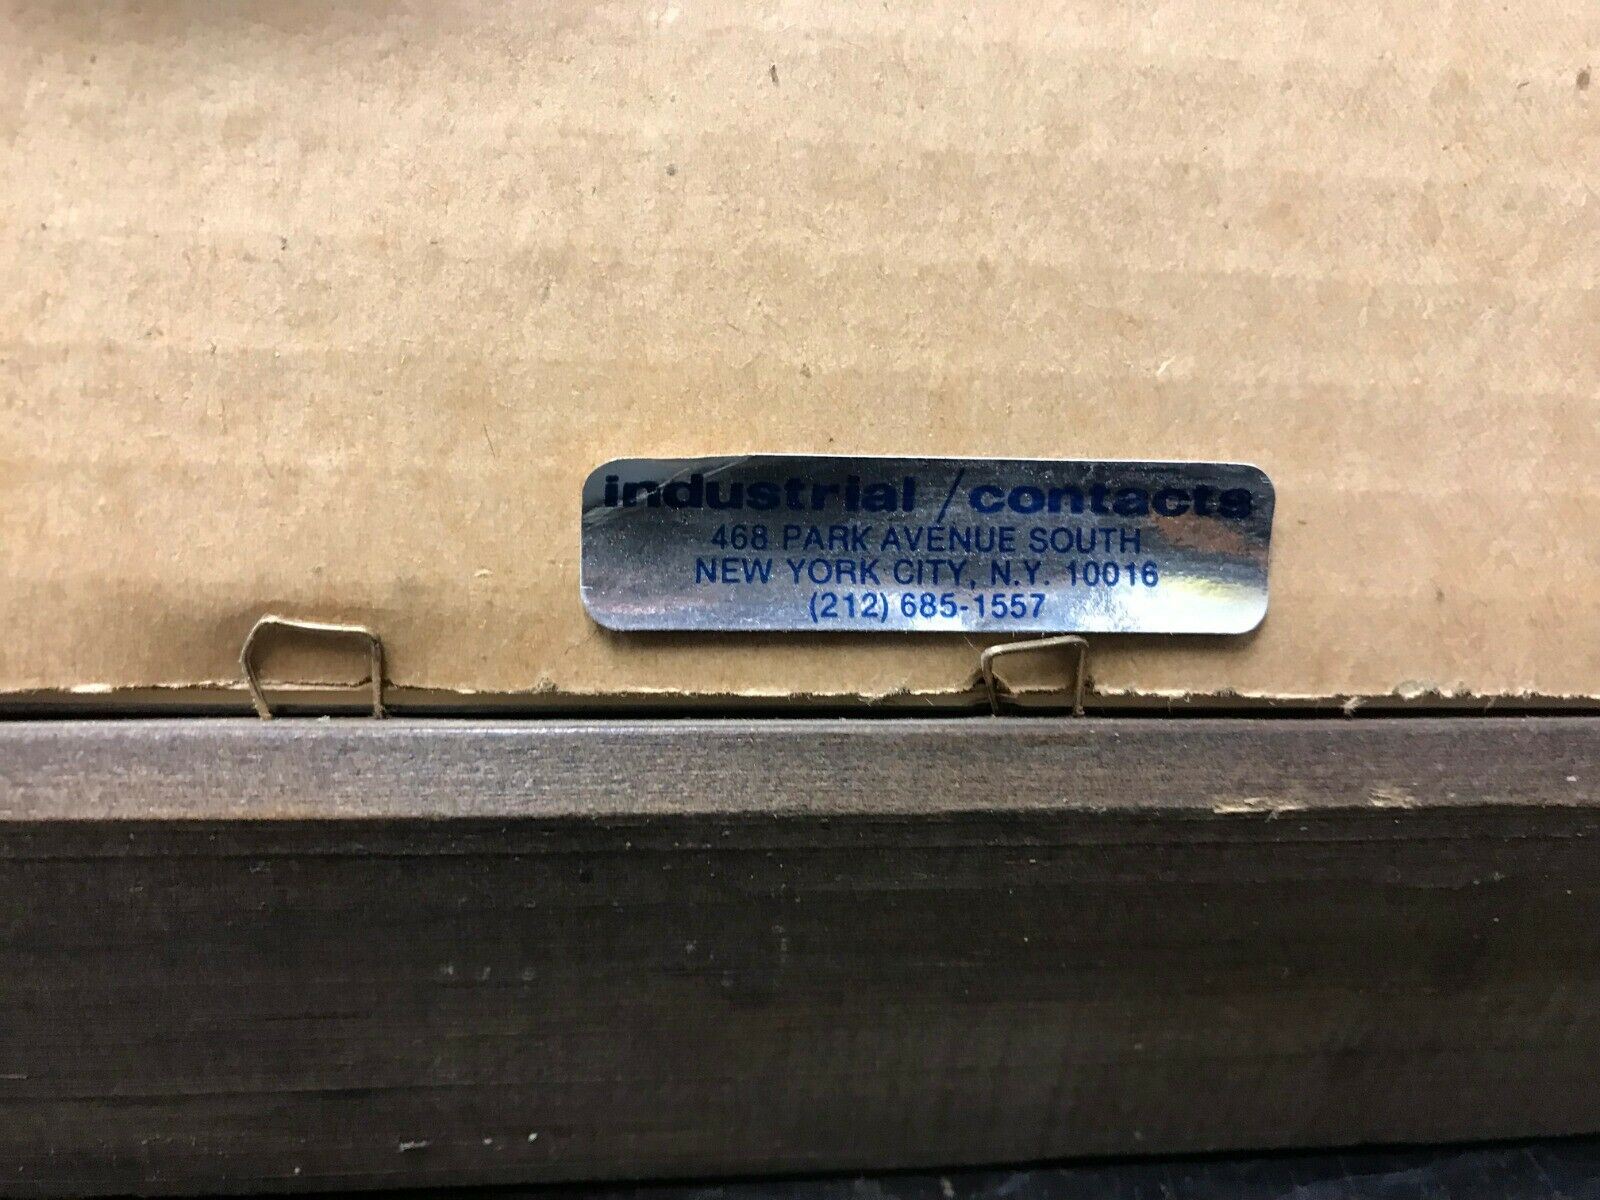 industrial / contacts
468 PARK AVENUE SOUTH
NEW YORK CITY, N.Y. 10016
(212) 685-1557